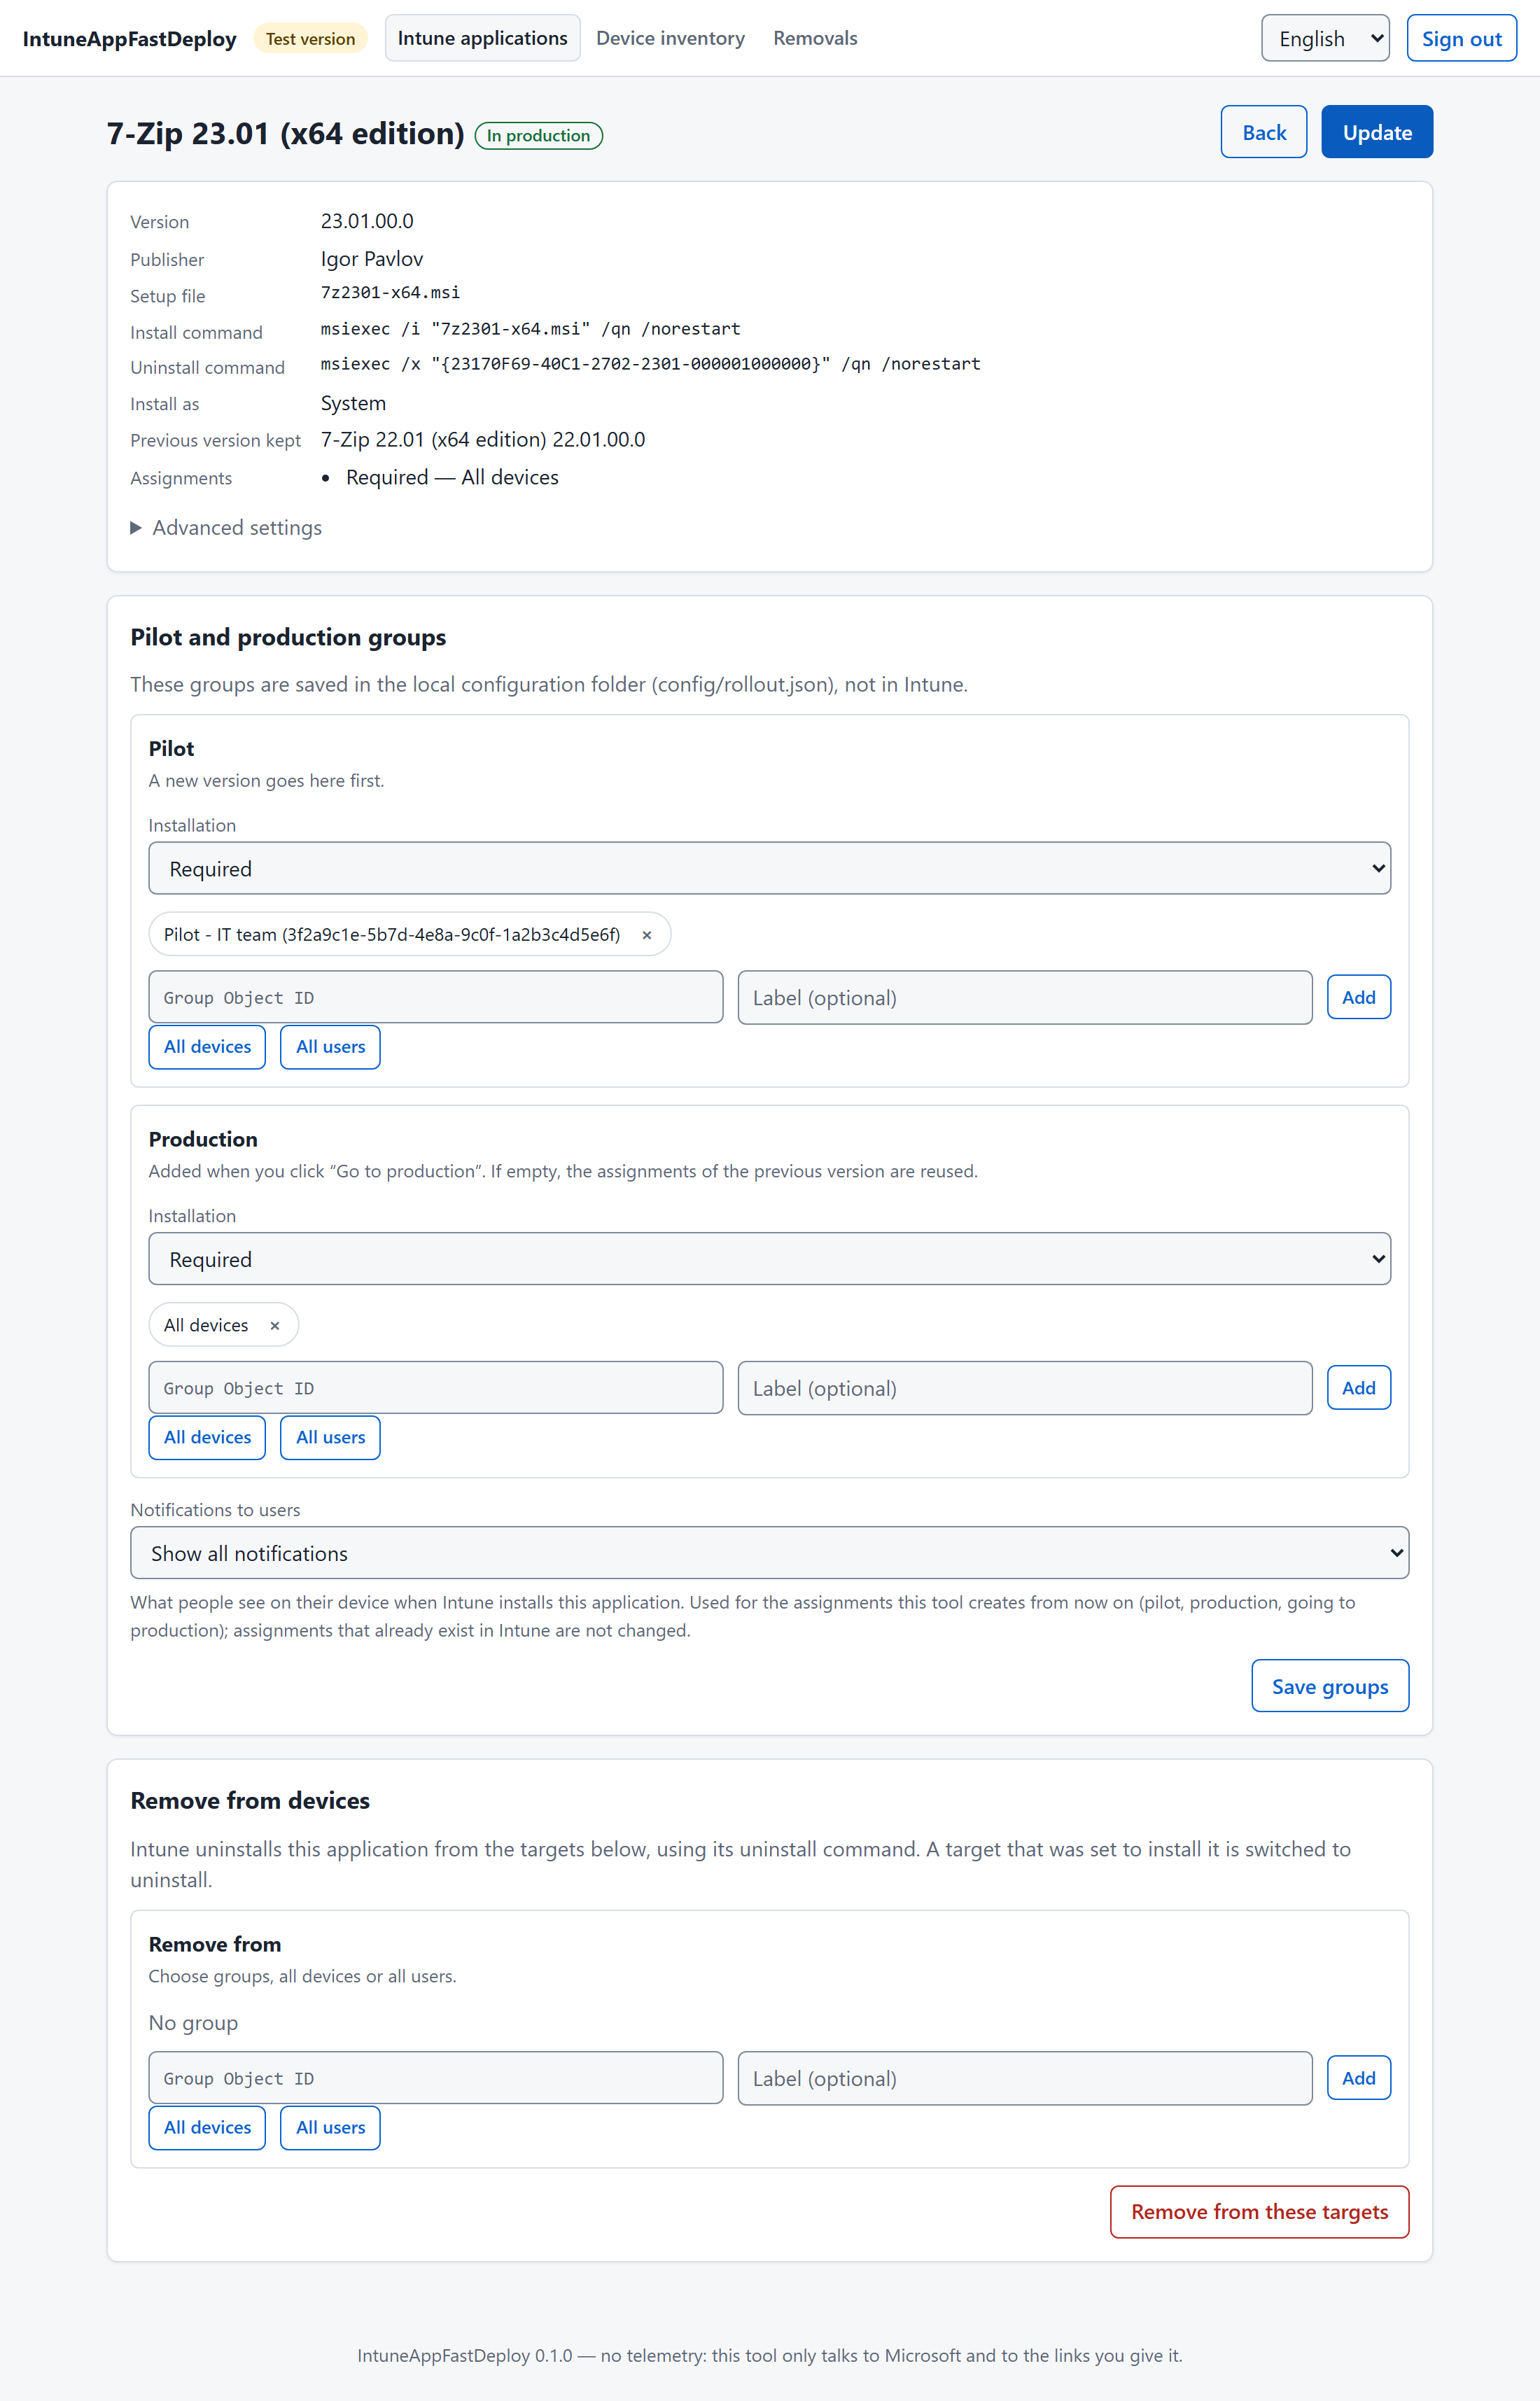 IntuneAppFastDeploy Test version Intune applications Device inventory Removals English Sign out
7-Zip 23.01 (x64 edition) In production Back Update
Version 23.01.00.0
Publisher Igor Pavlov
Setup file 7z2301-x64.msi
Install command msiexec /i "7z2301-x64.msi" /qn /norestart
Uninstall command msiexec /x "{23170F69-40C1-2702-2301-000001000000}" /qn /norestart
Install as System
Previous version kept 7-Zip 22.01 (x64 edition) 22.01.00.0
Assignments • Required — All devices
▶ Advanced settings
Pilot and production groups
These groups are saved in the local configuration folder (config/rollout.json), not in Intune.
Pilot
A new version goes here first.
Installation
Required
Pilot - IT team (3f2a9c1e-5b7d-4e8a-9c0f-1a2b3c4d5e6f) ×
Group Object ID Label (optional) Add
All devices All users
Production
Added when you click “Go to production”. If empty, the assignments of the previous version are reused.
Installation
Required
All devices ×
Group Object ID Label (optional) Add
All devices All users
Notifications to users
Show all notifications
What people see on their device when Intune installs this application. Used for the assignments this tool creates from now on (pilot, production, going to
production); assignments that already exist in Intune are not changed.
Save groups
Remove from devices
Intune uninstalls this application from the targets below, using its uninstall command. A target that was set to install it is switched to
uninstall.
Remove from
Choose groups, all devices or all users.
No group
Group Object ID Label (optional) Add
All devices All users
Remove from these targets
IntuneAppFastDeploy 0.1.0 — no telemetry: this tool only talks to Microsoft and to the links you give it.